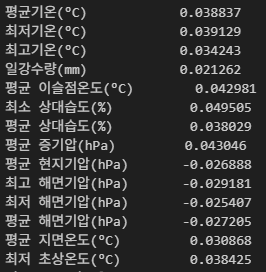 평균기온(°C) 0.038837
최저기온(°C) 0.039129
최고기온(°C) 0.034243
일강수량(mm) 0.021262
평균 이슬점온도(°C) 0.042981
최소 상대습도(%) 0.049505
평균 상대습도(%) 0.038029
평균 증기압(hPa) 0.043046
평균 현지기압(hPa) -0.026888
최고 해면기압(hPa) -0.029181
최저 해면기압(hPa) -0.025407
평균 해면기압(hPa) -0.027205
평균 지면온도(°C) 0.030868
최저 초상온도(°C) 0.038425